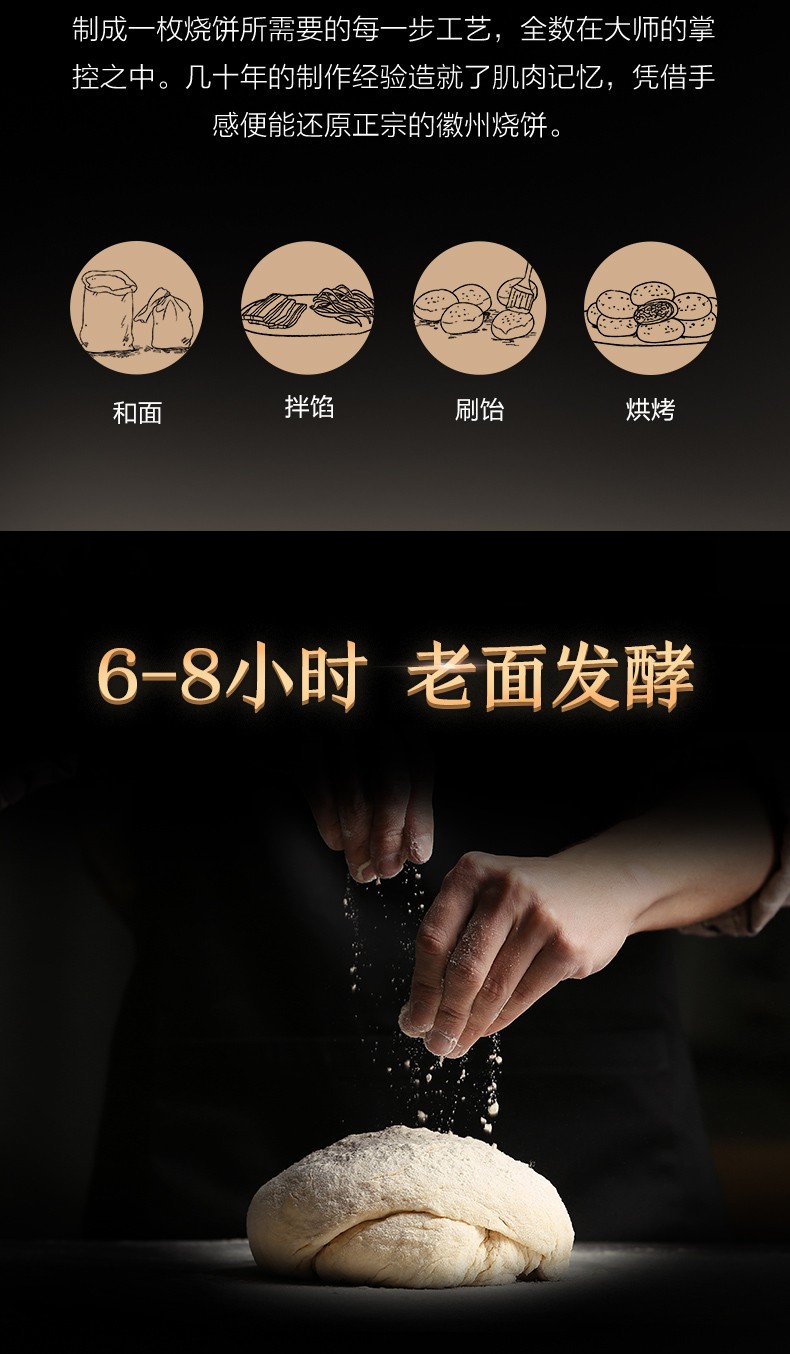 制成一枚烧饼所需要的每一步工艺，全数在大师的掌
控之中。几十年的制作经验造就了肌肉记忆，凭借手
感便能还原正宗的徽州烧饼。
和面 拌馅 刷饴 烘烤
6-8小时 老面发酵